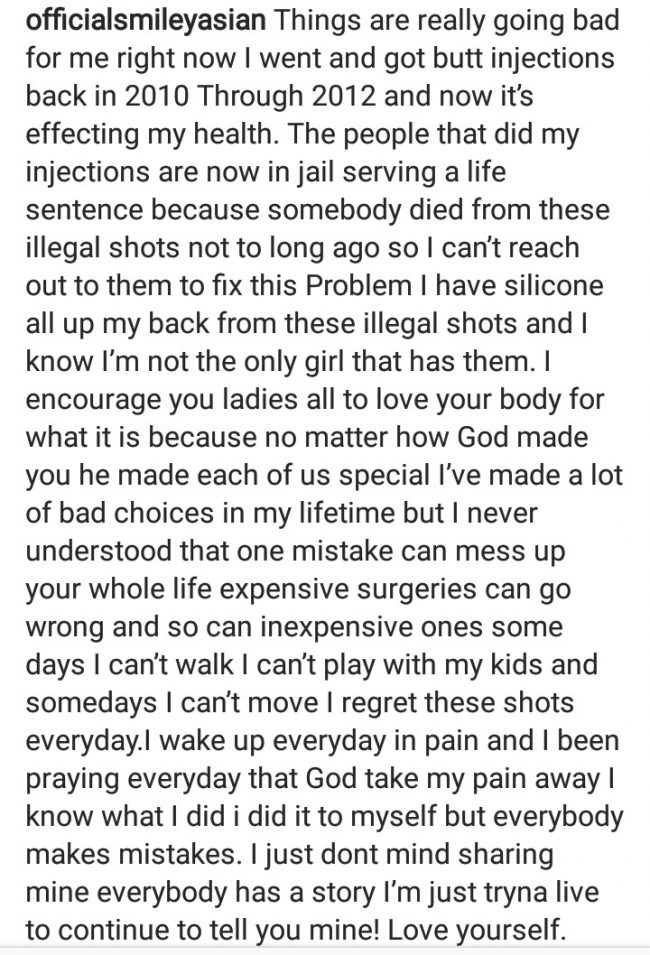 officialsmileyasian Things are really going bad
for me right now I went and got butt injections
back in 2010 Through 2012 and now it's
effecting my health. The people that did my
injections are now in jail serving a life
sentence because somebody died from these
illegal shots not to long ago so I can't reach
out to them to fix this Problem I have silicone
all up my back from these illegal shots and I
know I'm not the only girl that has them. I
encourage you ladies all to love your body for
what it is because no matter how God made
you he made each of us special I've made a lot
of bad choices in my lifetime but I never
understood that one mistake can mess up
your whole life expensive surgeries can go
wrong and so can inexpensive ones some
days I can't walk I can't play with my kids and
somedays I can't move I regret these shots
everyday.I wake up everyday in pain and I been
praying everyday that God take my pain away I
know what I did i did it to myself but everybody
makes mistakes. I just dont mind sharing
mine everybody has a story I'm just tryna live
to continue to tell you mine! Love yourself.